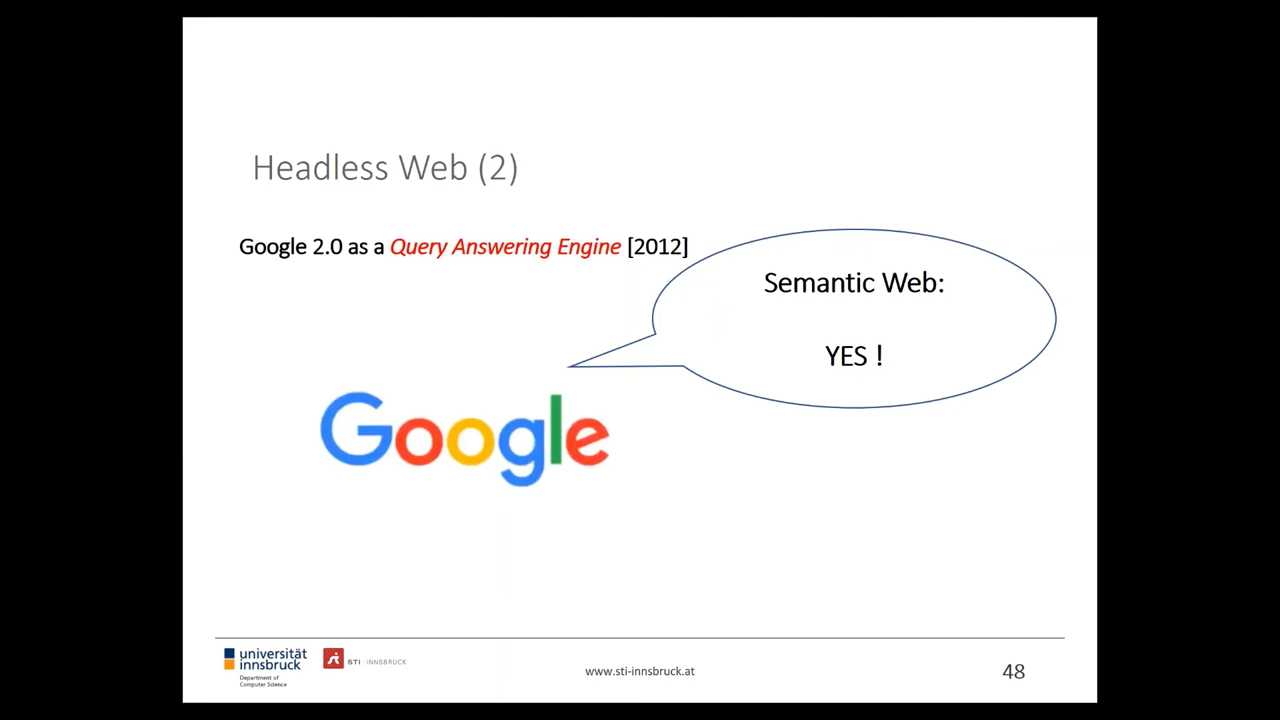 Headless Web (2)
Google 2.0 as a Query Answering Engine [2012]
Semantic Web:
YES !
Google
universität
innsbruck
Department of
Computer Science
STI · INNSBRUCK
www.sti-innsbruck.at
48